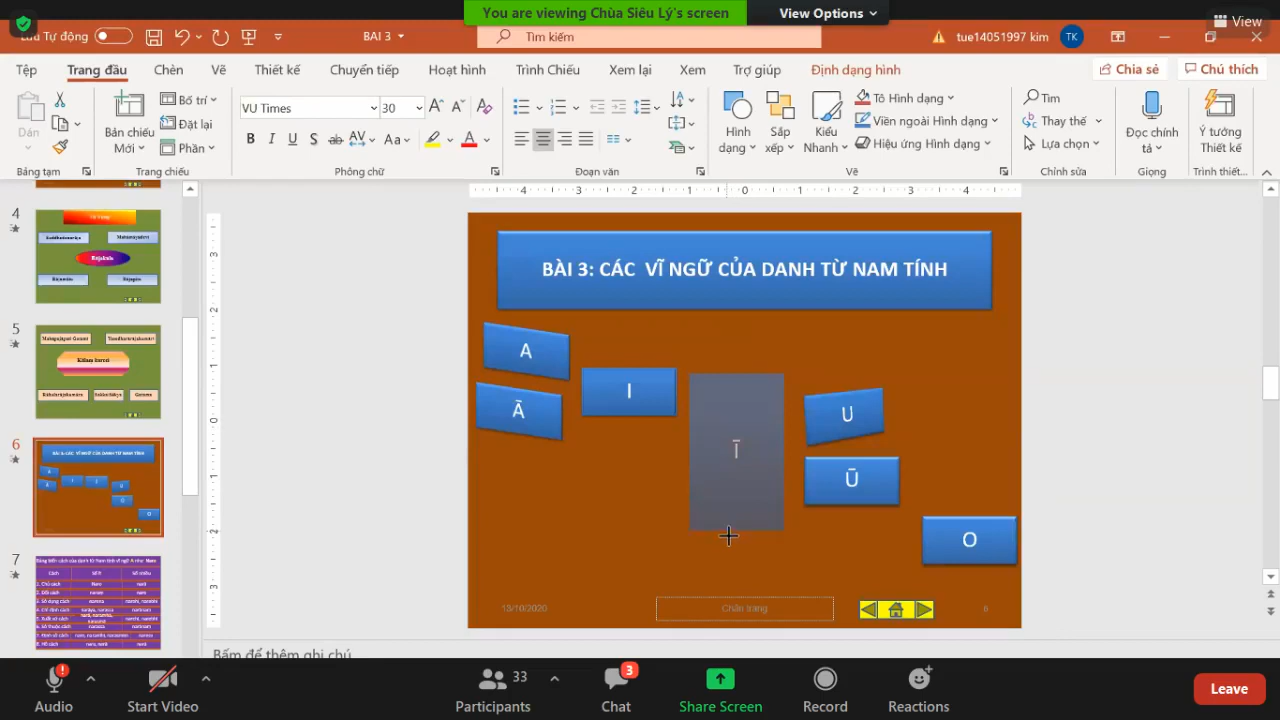 You are viewing Chùa Siêu Lý's screen
View Options
View
Lưu Tự động
BAI 3
Tìm kiếm
tue14051997 kim
TK
Tệp
Trang đầu
Chèn
Vẽ
Thiết kế
Chuyển tiếp
Hoạt hình
Trình Chiếu
Xem lại
Xem
Trợ giúp
Định dạng hình
Chia sẻ
Chú thích
Dán
Bản chiếu
Mới
Bố trí
Đặt lại
Phần
VU Times
30
Hình
dạng
Sắp
xếp
Kiểu
Nhanh
Tô Hình dạng
Viền ngoài Hình dạng
Hiệu ứng Hình dạng
Tìm
Thay thế
Lựa chọn
Đọc chính
tả
Ý tưởng
Thiết kế
Bảng tạm
Trang chiếu
Phông chữ
Đoạn văn
Vẽ
Chỉnh sửa
Giọng
Trình thiết...
4
5
6
7
BÀI 3: CÁC VĨ NGỮ CỦA DANH TỪ NAM TÍNH
A
I
Ā
Ī
U
Ū
O
13/10/2020
Chân trang
6
Bấm để thêm ghi chú
Audio
Start Video
Participants
33
Chat
3
Share Screen
Record
Reactions
Leave